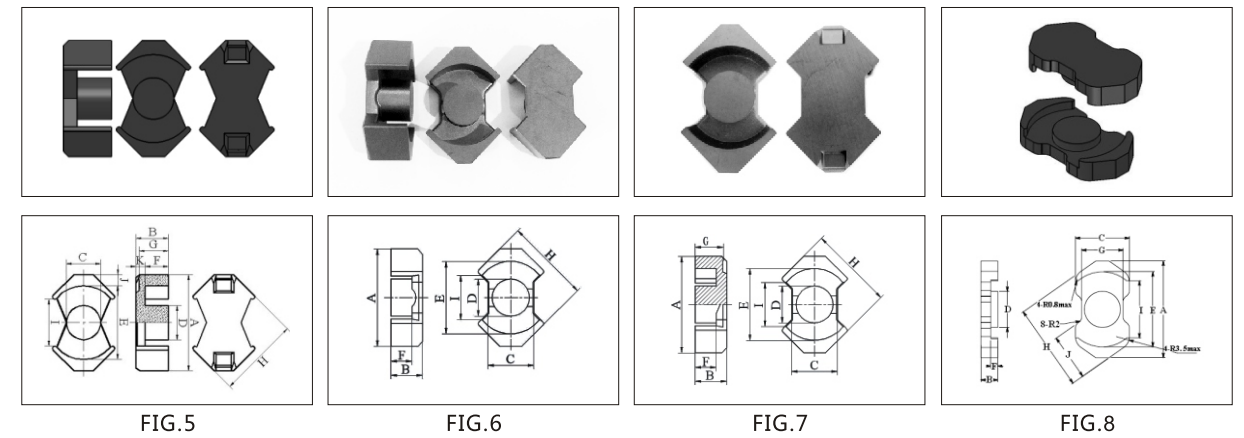 B
G
C
K F
J
I
E
D
A
H
FIG.5
H
A
E
I
D
F
B
C
FIG.6
G
H
A
E
I
D
F
B
C
FIG.7
C
G
4-R0.8max
D
I
E
A
8-R2
H
J
4-R3.5max
F
B
FIG.8